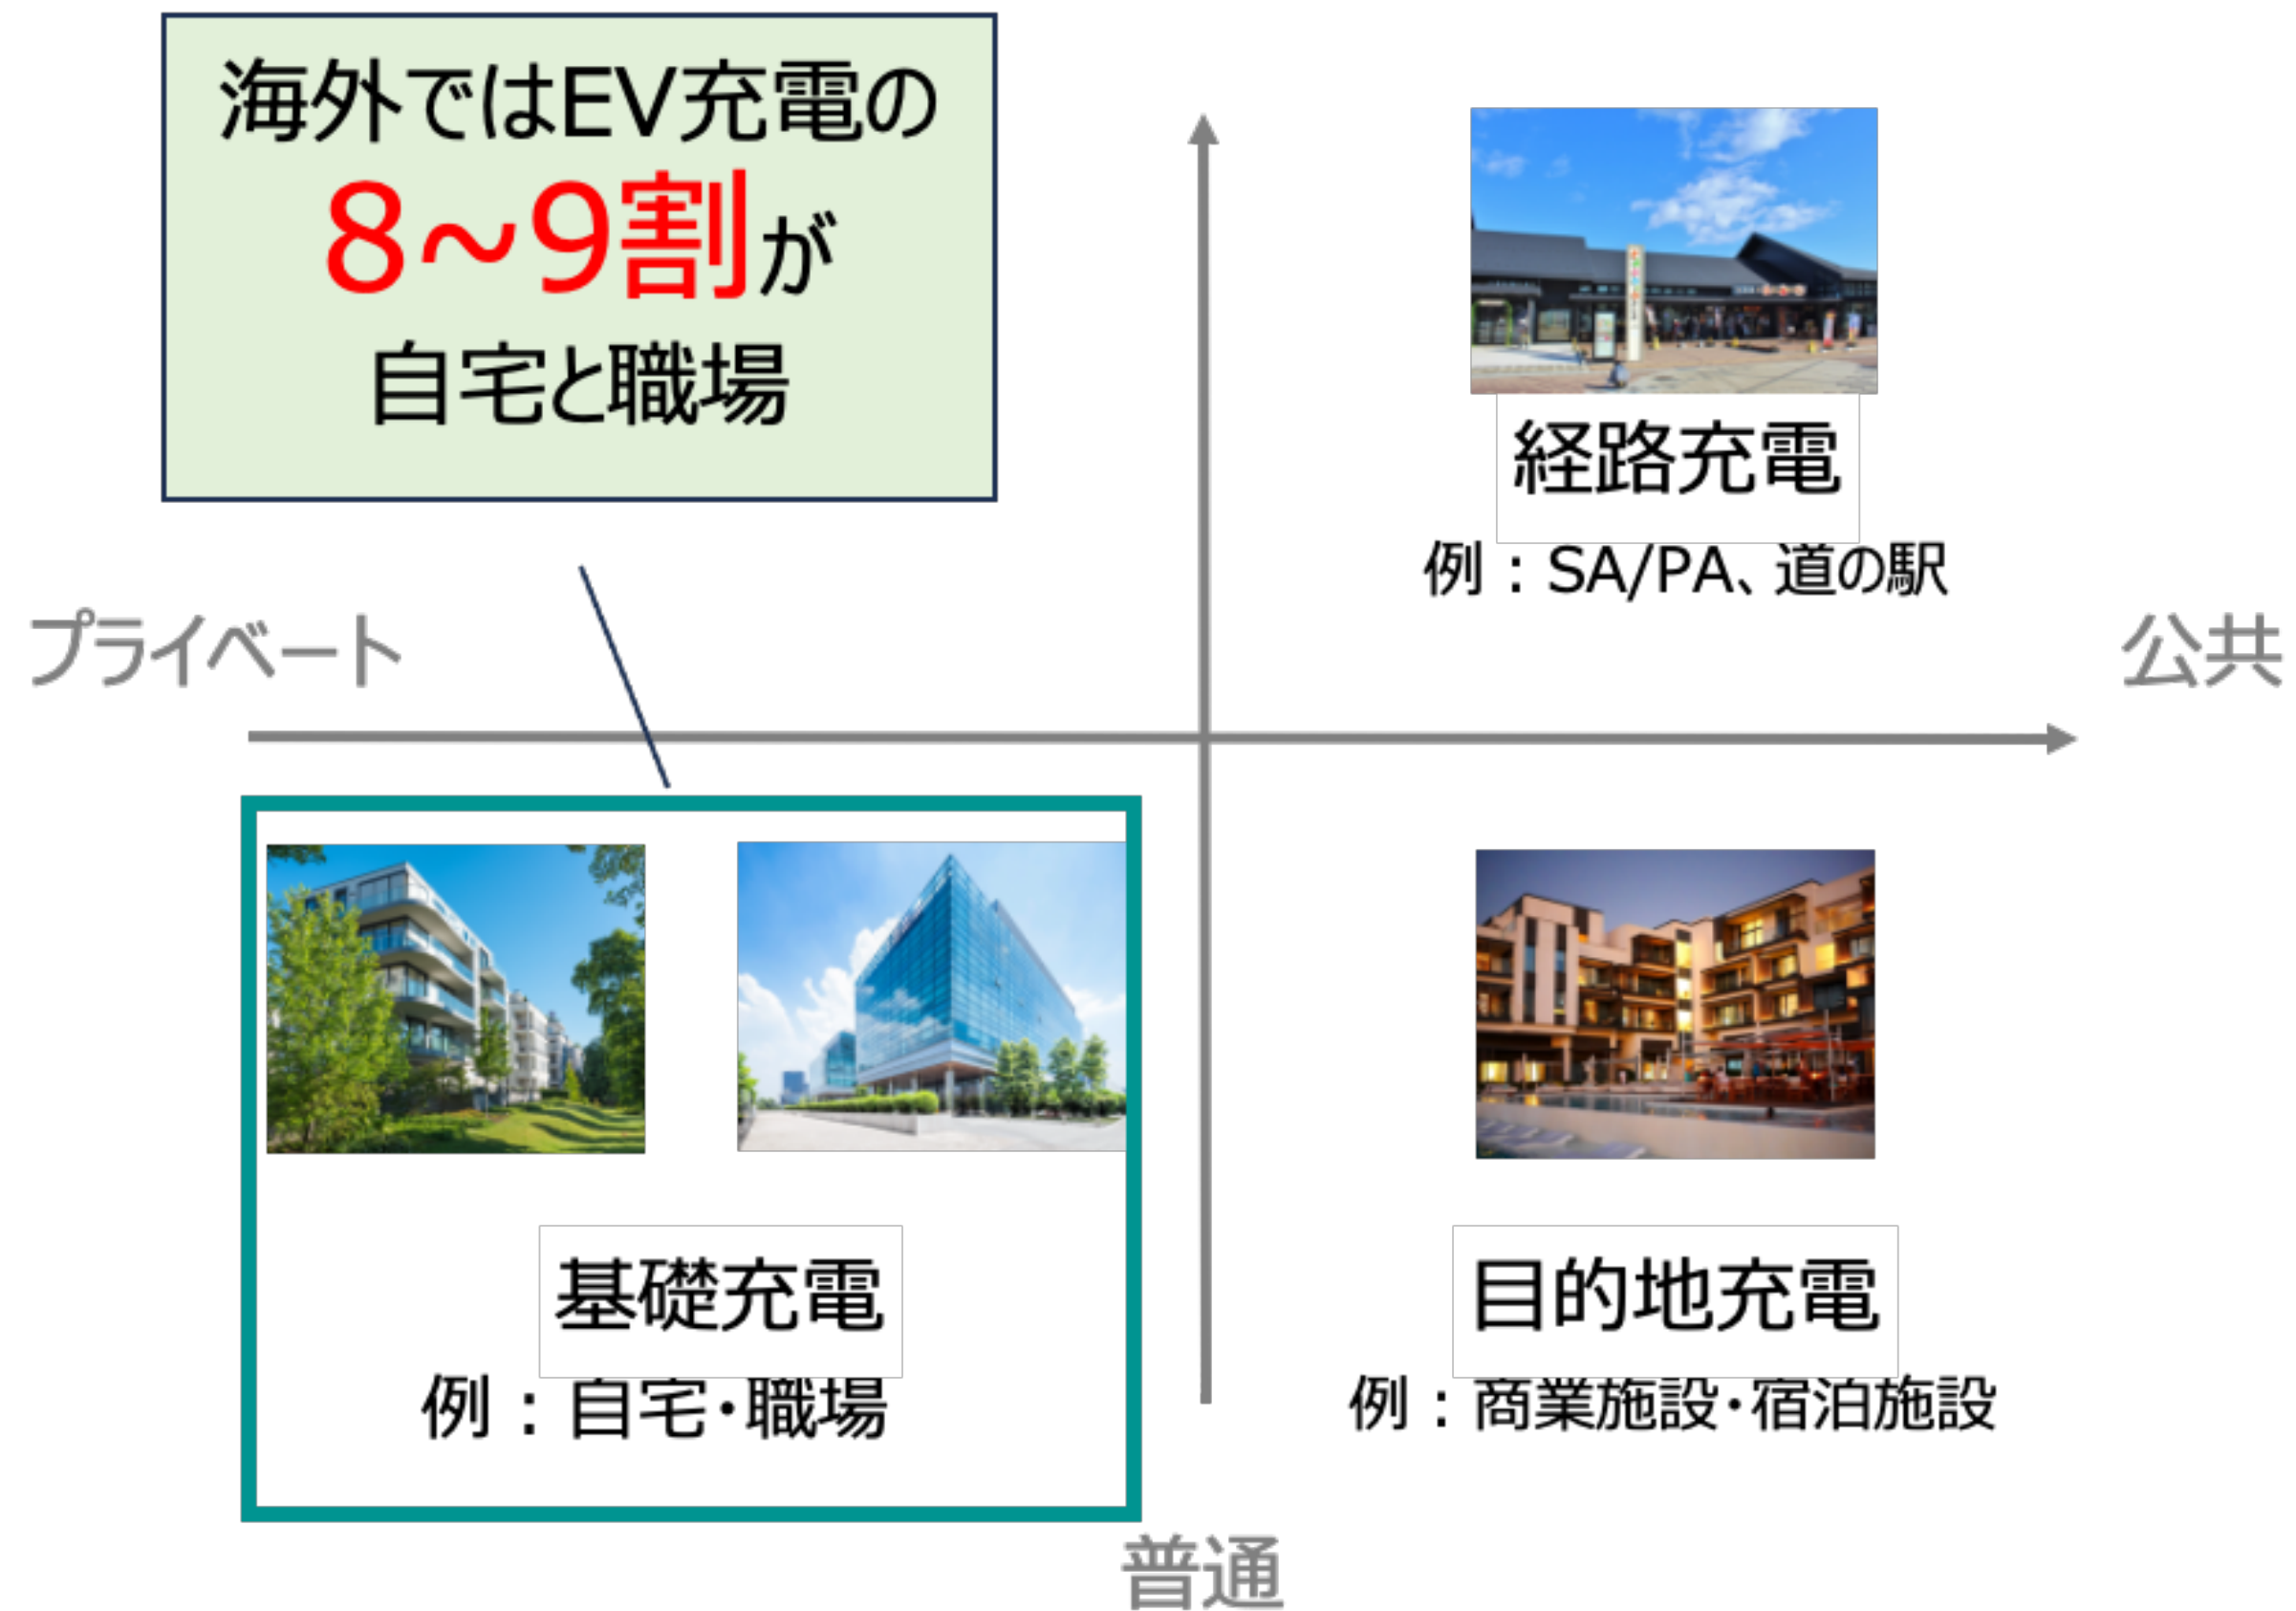 海外ではEV充電の
8~9割が
自宅と職場
経路充電
例：SA/PA、道の駅
プライベート
公共
基礎充電
例：自宅・職場
目的地充電
例：商業施設・宿泊施設
普通